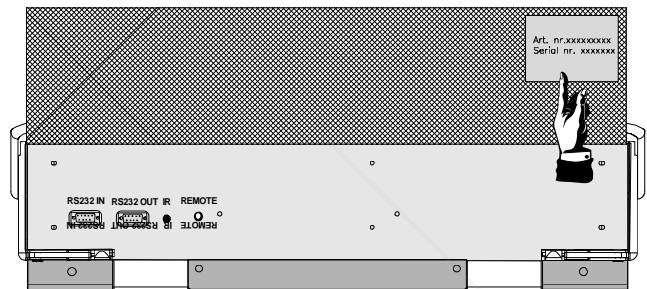 Art. nr.xxxxxxxxx
Serial nr. xxxxxxx
RS232 IN RS232 OUT IR REMOTE
RS232 IN RS232 OUT IR REMOTE